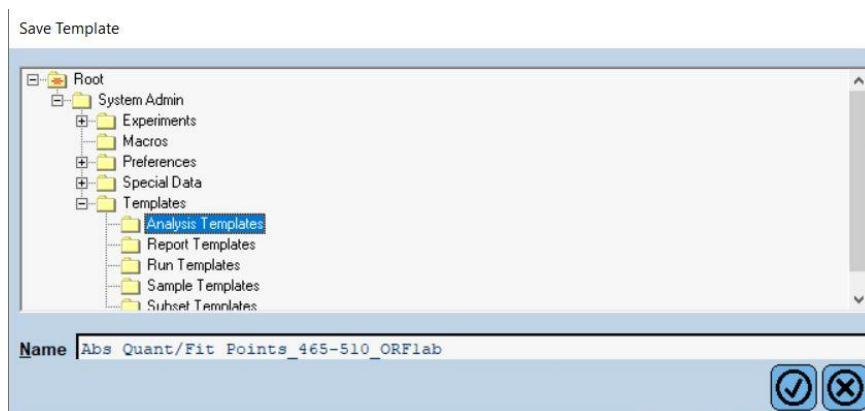 Save Template
Root
System Admin
Experiments
Macros
Preferences
Special Data
Templates
Analysis Templates
Report Templates
Run Templates
Sample Templates
Subset Templates
Name Abs Quant/Fit Points_465-510_ORF1ab